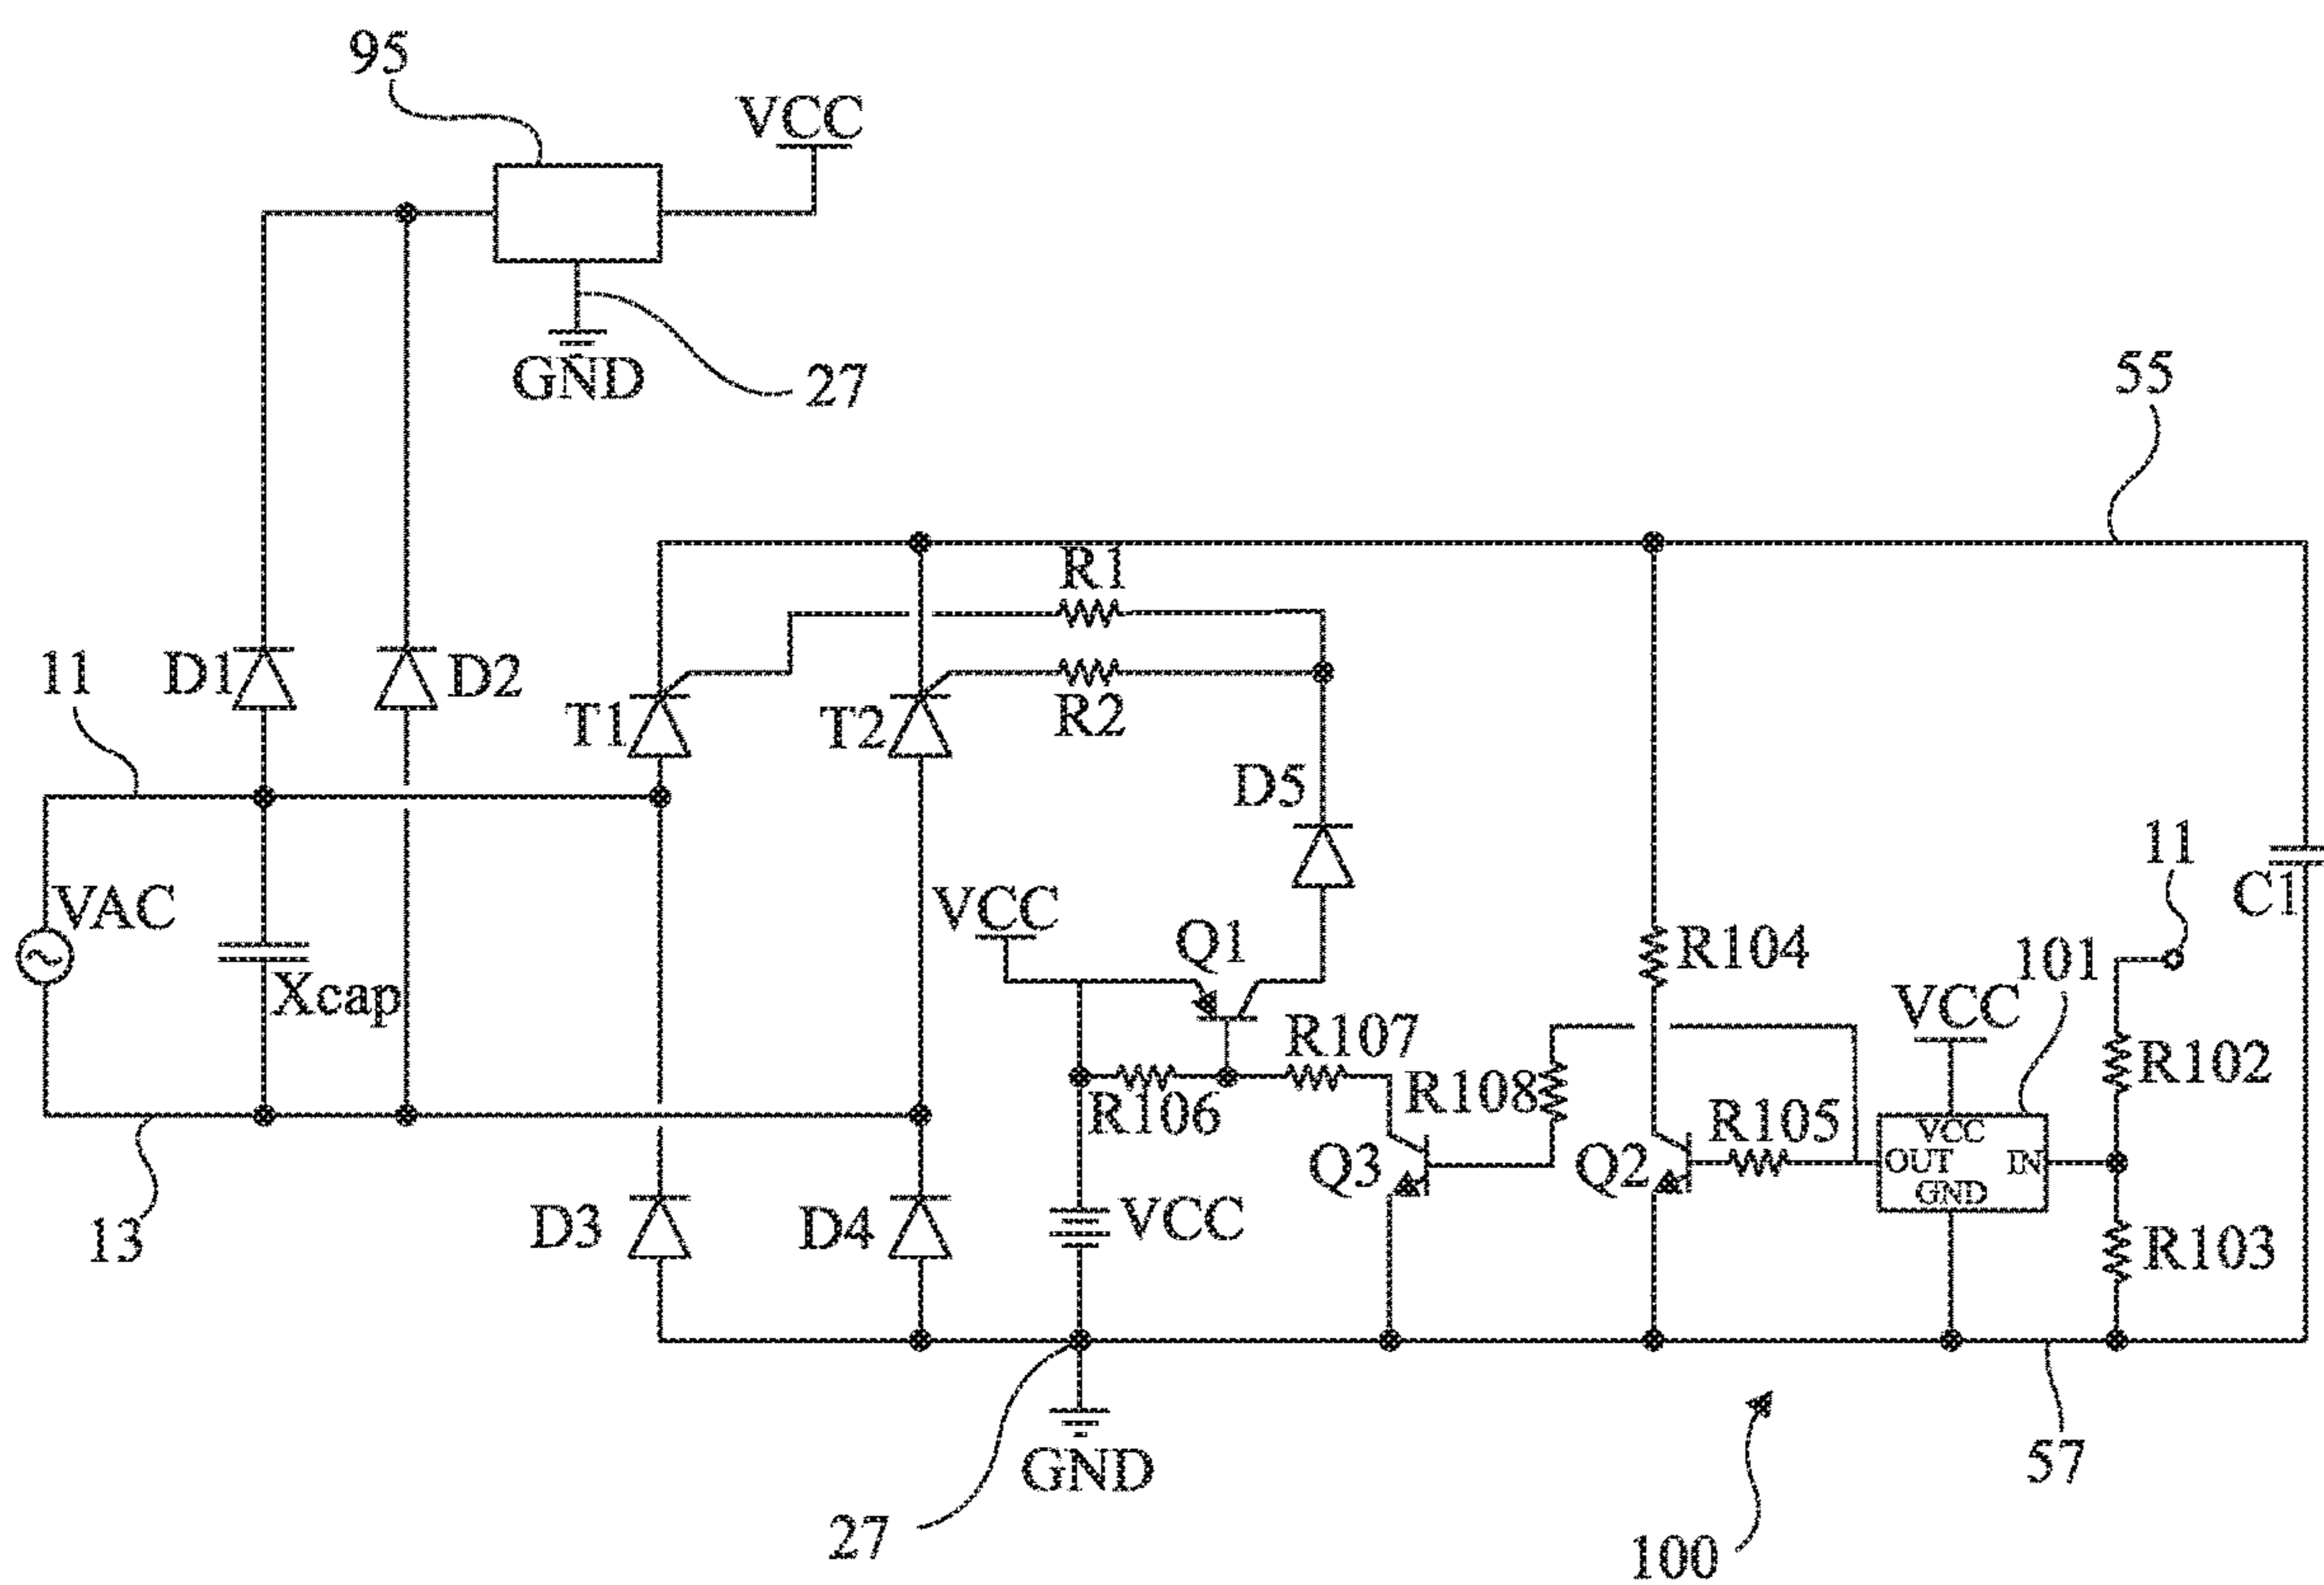 95
VCC
GND
27
55
R1
11
D1
D2
T1
T2
R2
D5
11
VAC
VCC
Q1
C1
R104
101
Xcap
VCC
R107
R102
R106
R108
R105
VCC
OUT
IN
GND
Q3
Q2
13
D3
D4
VCC
R103
GND
57
27
100